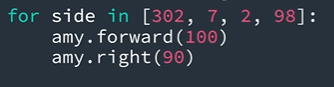 for side in [302, 7, 2, 98]:
    amy.forward(100)
    amy.right(90)